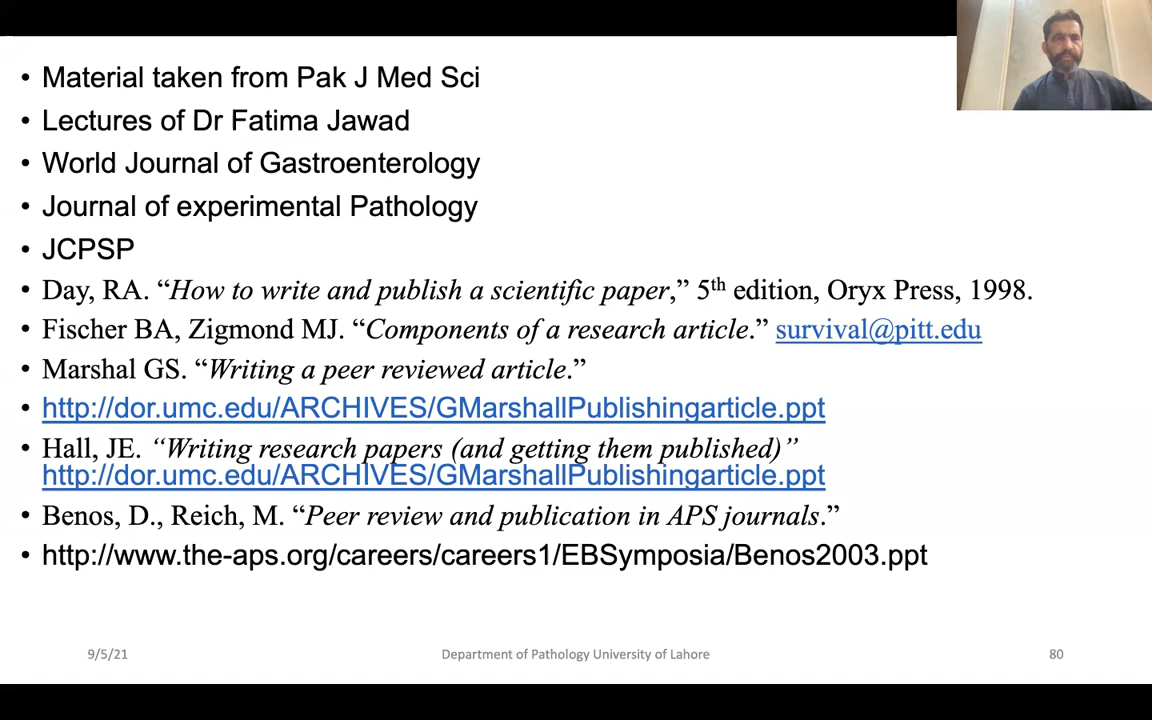 • Material taken from Pak J Med Sci
• Lectures of Dr Fatima Jawad
• World Journal of Gastroenterology
• Journal of experimental Pathology
• JCPSP
• Day, RA. “How to write and publish a scientific paper,” 5th edition, Oryx Press, 1998.
• Fischer BA, Zigmond MJ. “Components of a research article.” survival@pitt.edu
• Marshal GS. “Writing a peer reviewed article.”
• http://dor.umc.edu/ARCHIVES/GMarshallPublishingarticle.ppt
• Hall, JE. “Writing research papers (and getting them published)”
http://dor.umc.edu/ARCHIVES/GMarshallPublishingarticle.ppt
• Benos, D., Reich, M. “Peer review and publication in APS journals.”
• http://www.the-aps.org/careers/careers1/EBSymposia/Benos2003.ppt
9/5/21 Department of Pathology University of Lahore 80